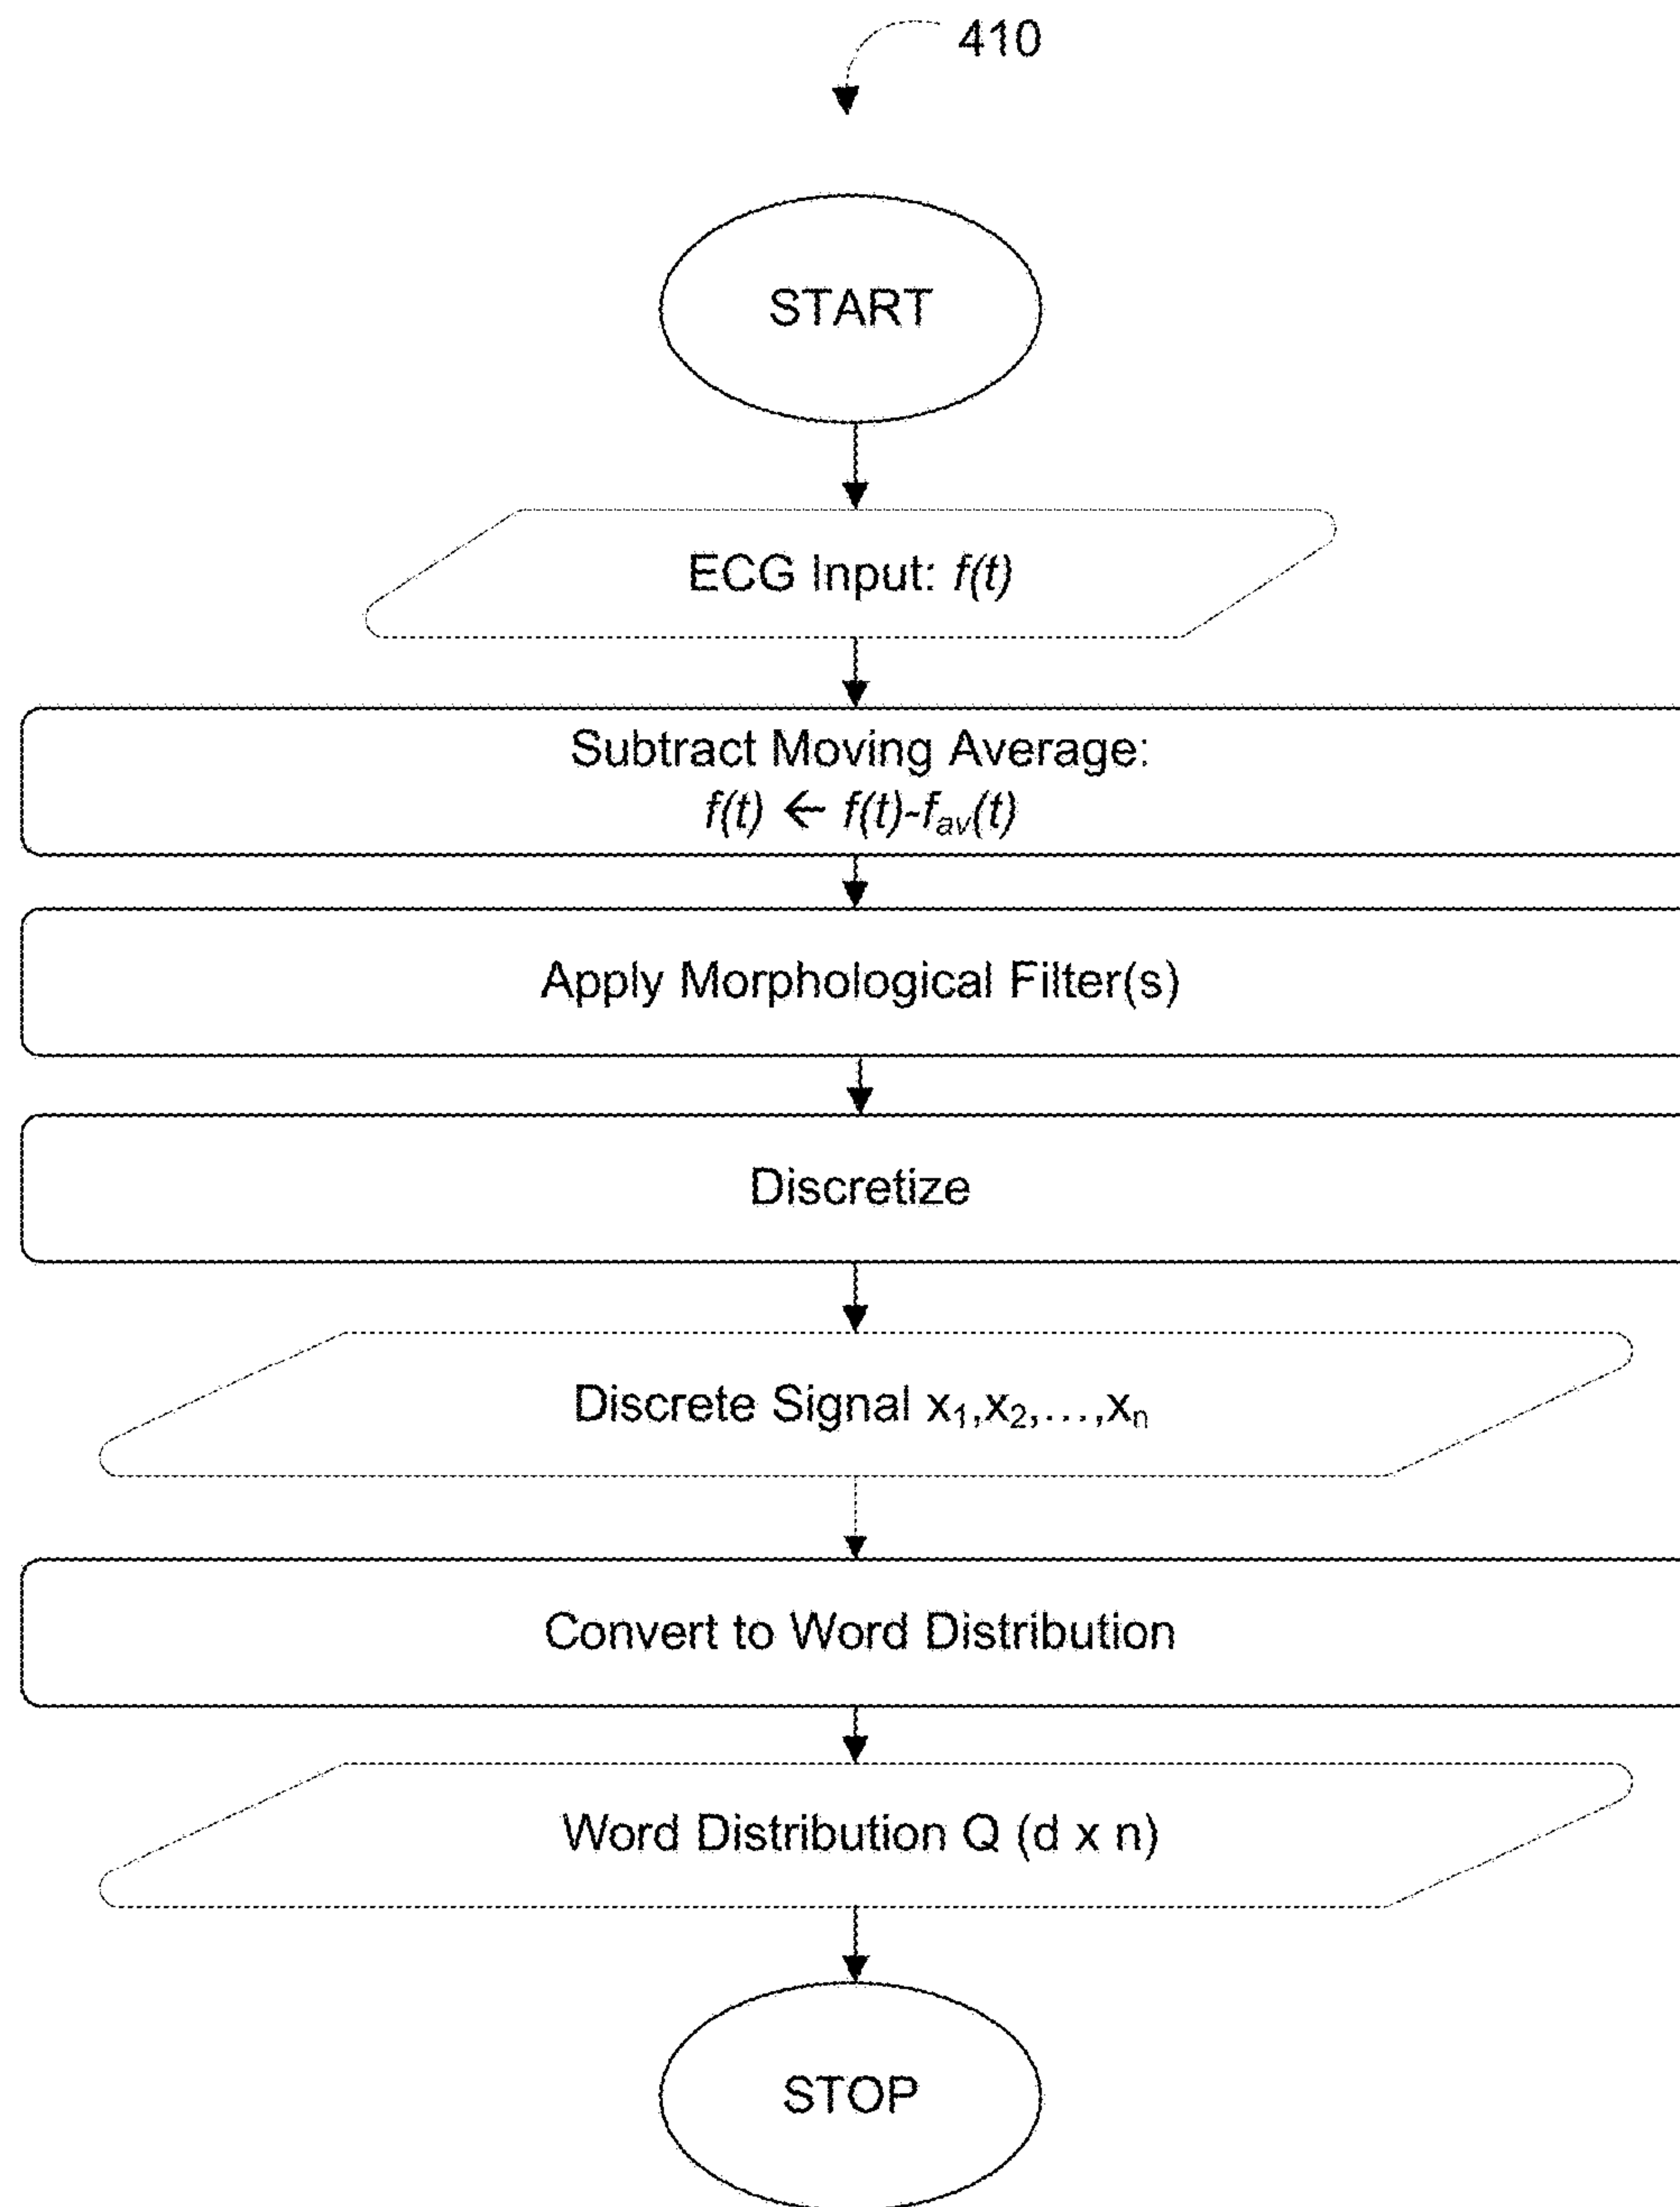 410
START
ECG Input: f(t)
Subtract Moving Average:
f(t) ← f(t)-fav(t)
Apply Morphological Filter(s)
Discretize
Discrete Signal x₁,x₂,...,xₙ
Convert to Word Distribution
Word Distribution Q (d x n)
STOP